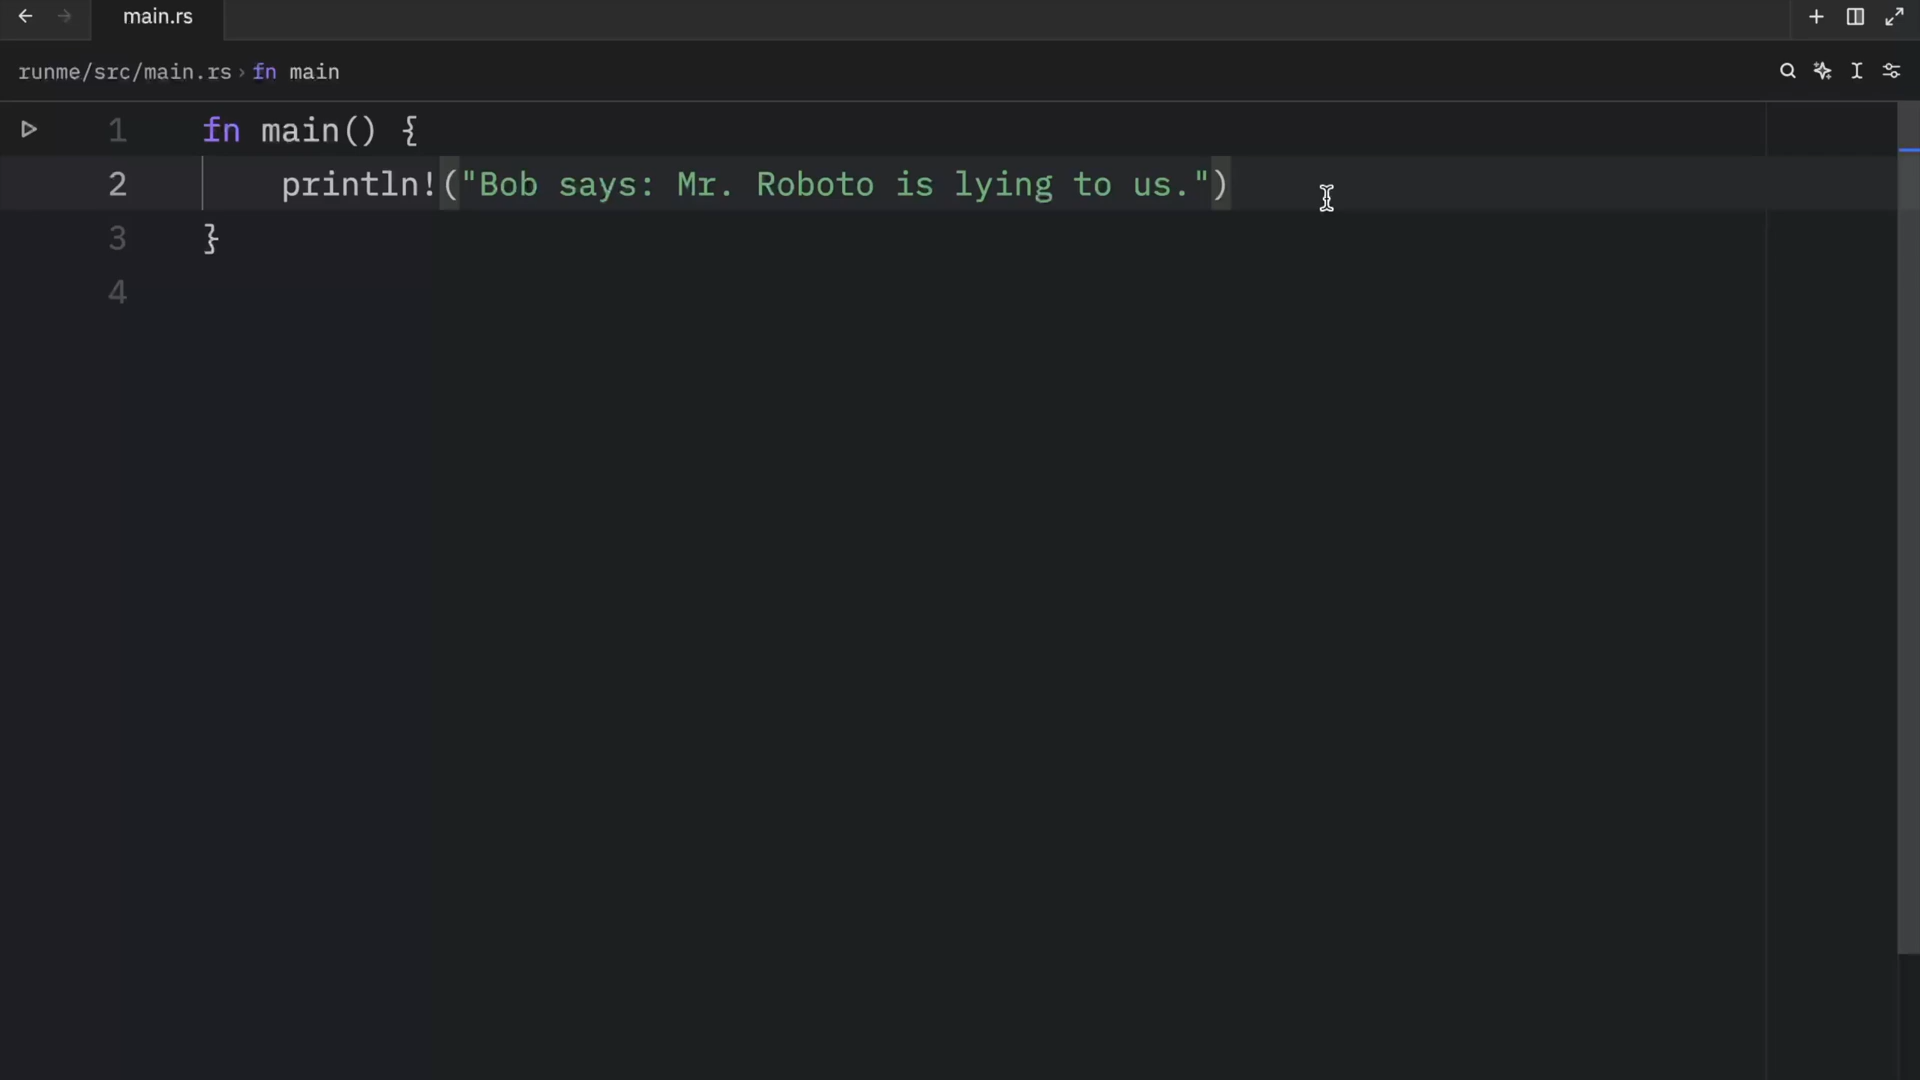 main.rs
runme/src/main.rs › fn main
1 fn main() {
2 println!("Bob says: Mr. Roboto is lying to us.")
3 }
4